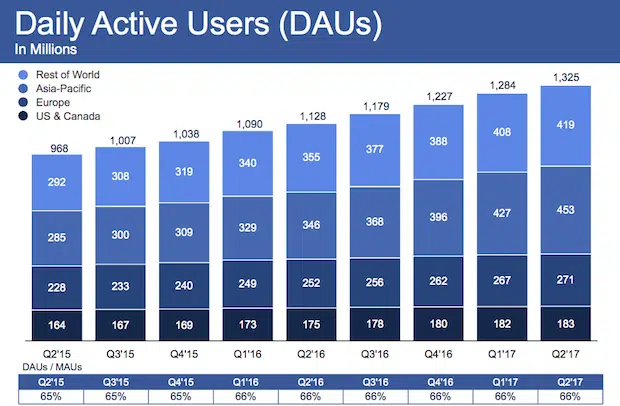 Daily Active Users (DAUs)
In Millions
Rest of World
Asia-Pacific
Europe
US & Canada
968 1,007 1,038 1,090 1,128 1,179 1,227 1,284 1,325
292 308 319 340 355 377 388 408 419
285 300 309 329 346 368 396 427 453
228 233 240 249 252 256 262 267 271
164 167 169 173 175 178 180 182 183
Q2'15 Q3'15 Q4'15 Q1'16 Q2'16 Q3'16 Q4'16 Q1'17 Q2'17
DAUs / MAUs
Q2'15 Q3'15 Q4'15 Q1'16 Q2'16 Q3'16 Q4'16 Q1'17 Q2'17
65% 65% 65% 66% 66% 66% 66% 66% 66%